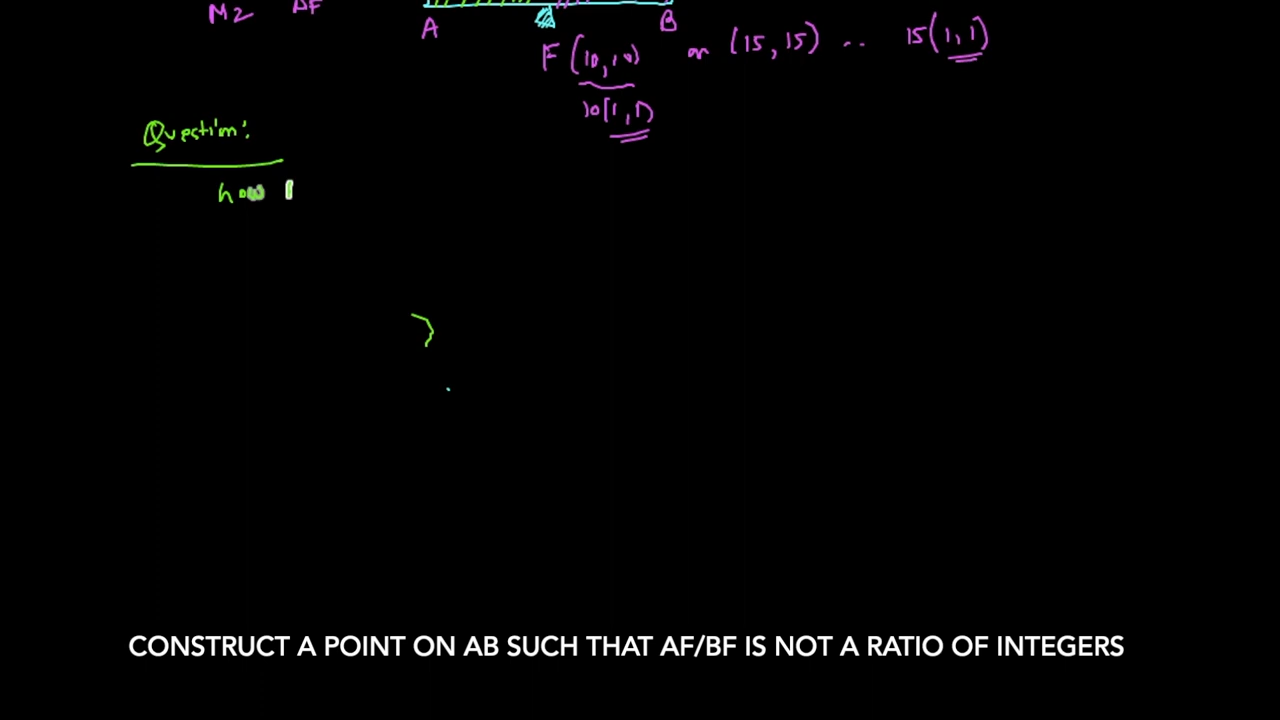 M2 AF
A B
F (10,10) or (15,15) .. 15(1,1)
10(1,1)
Question:
how
CONSTRUCT A POINT ON AB SUCH THAT AF/BF IS NOT A RATIO OF INTEGERS